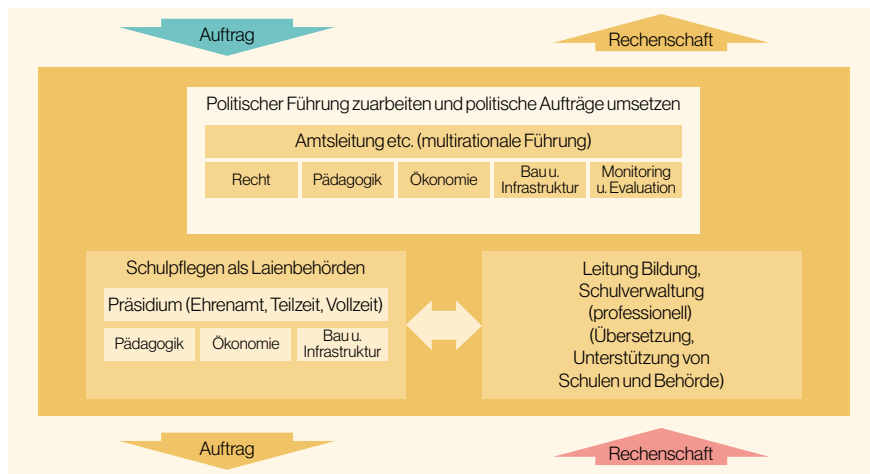 Auftrag
Rechenschaft
Politischer Führung zuarbeiten und politische Aufträge umsetzen
Amtsleitung etc. (multirationale Führung)
Recht
Pädagogik
Ökonomie
Bau u.
Infrastruktur
Monitoring
u. Evaluation
Schulpflegen als Laienbehörden
Präsidium (Ehrenamt, Teilzeit, Vollzeit)
Pädagogik
Ökonomie
Bau u.
Infrastruktur
Leitung Bildung,
Schulverwaltung
(professionell)
(Übersetzung,
Unterstützung von
Schulen und Behörde)
Auftrag
Rechenschaft